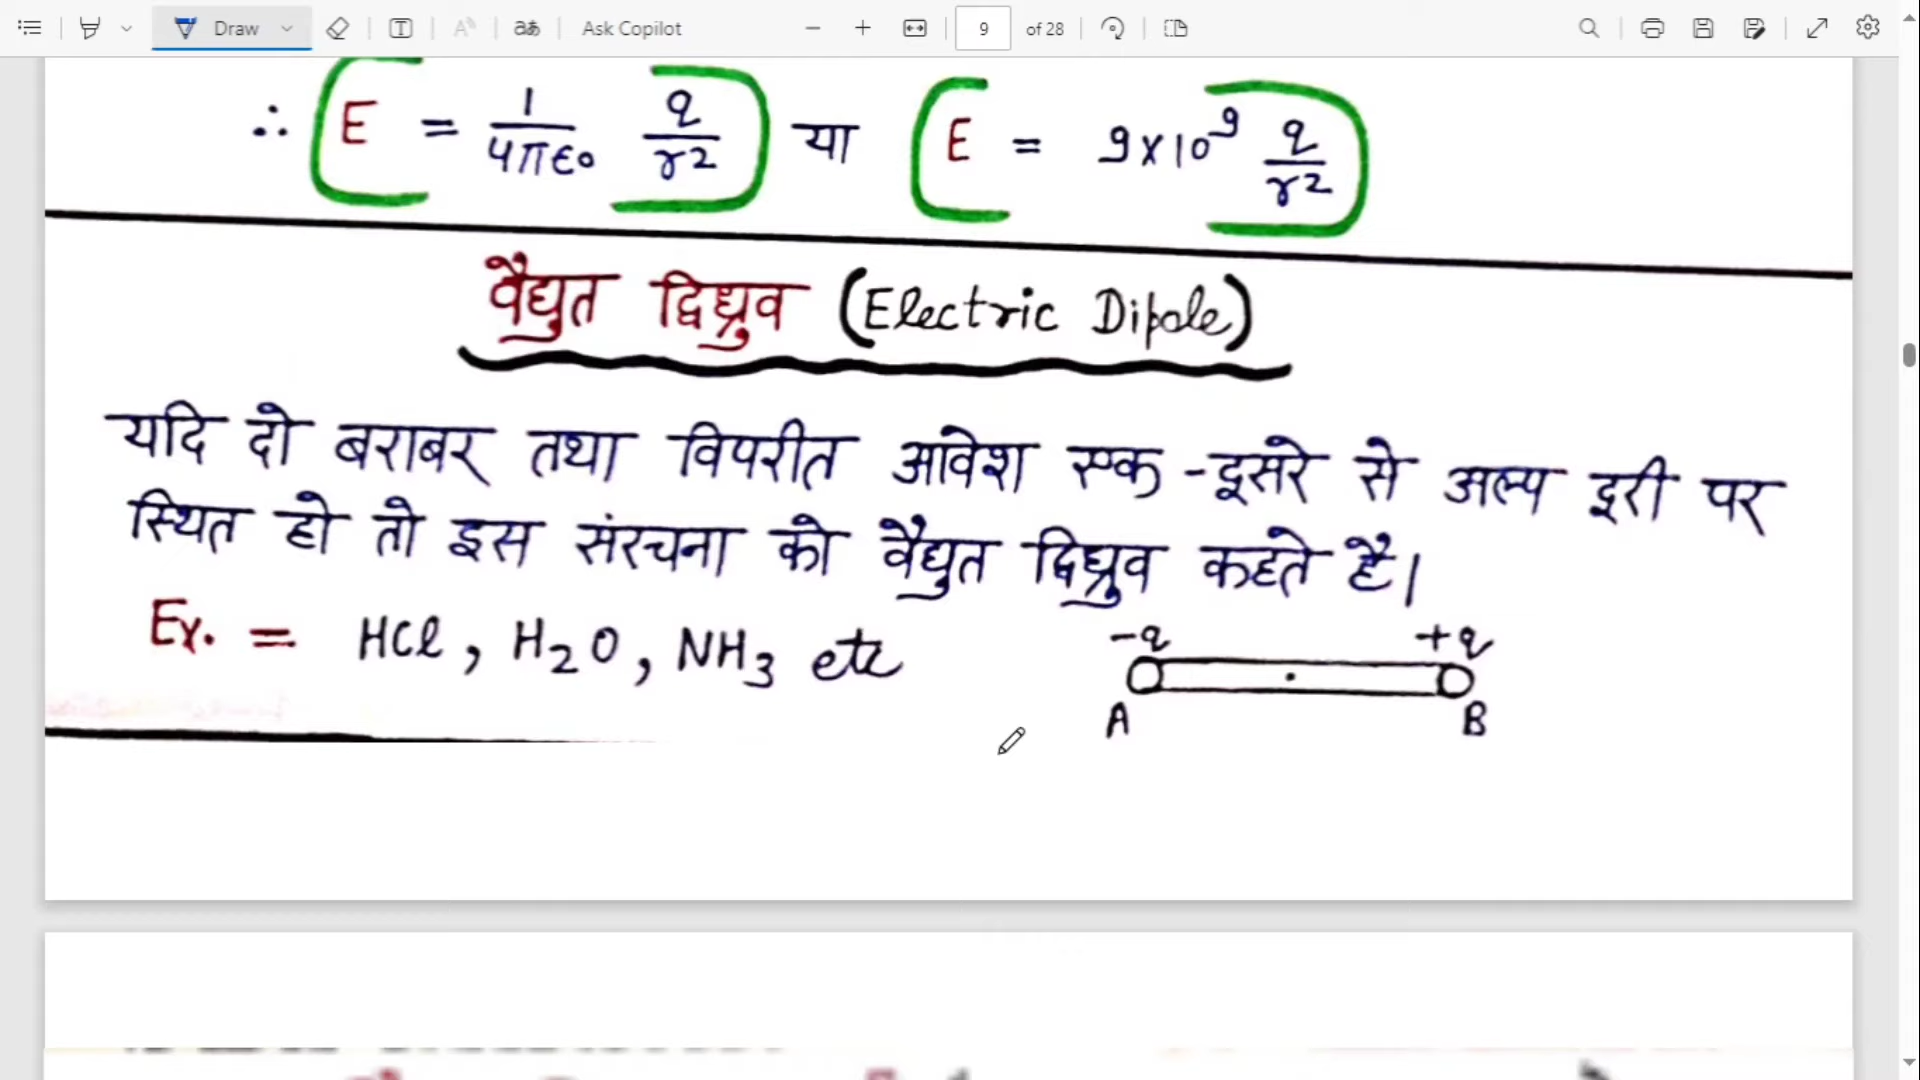 Draw
Ask Copilot
9 of 28
∴ E = 1/4πε₀ q/r² या E = 9×10⁹ q/r²
वैद्युत द्विध्रुव (Electric Dipole)
यदि दो बराबर तथा विपरीत आवेश एक-दूसरे से अल्प दूरी पर
स्थित हो तो इस संरचना को वैद्युत द्विध्रुव कहते है।
Ex. = HCl, H₂O, NH₃ etc
-q +q
A B